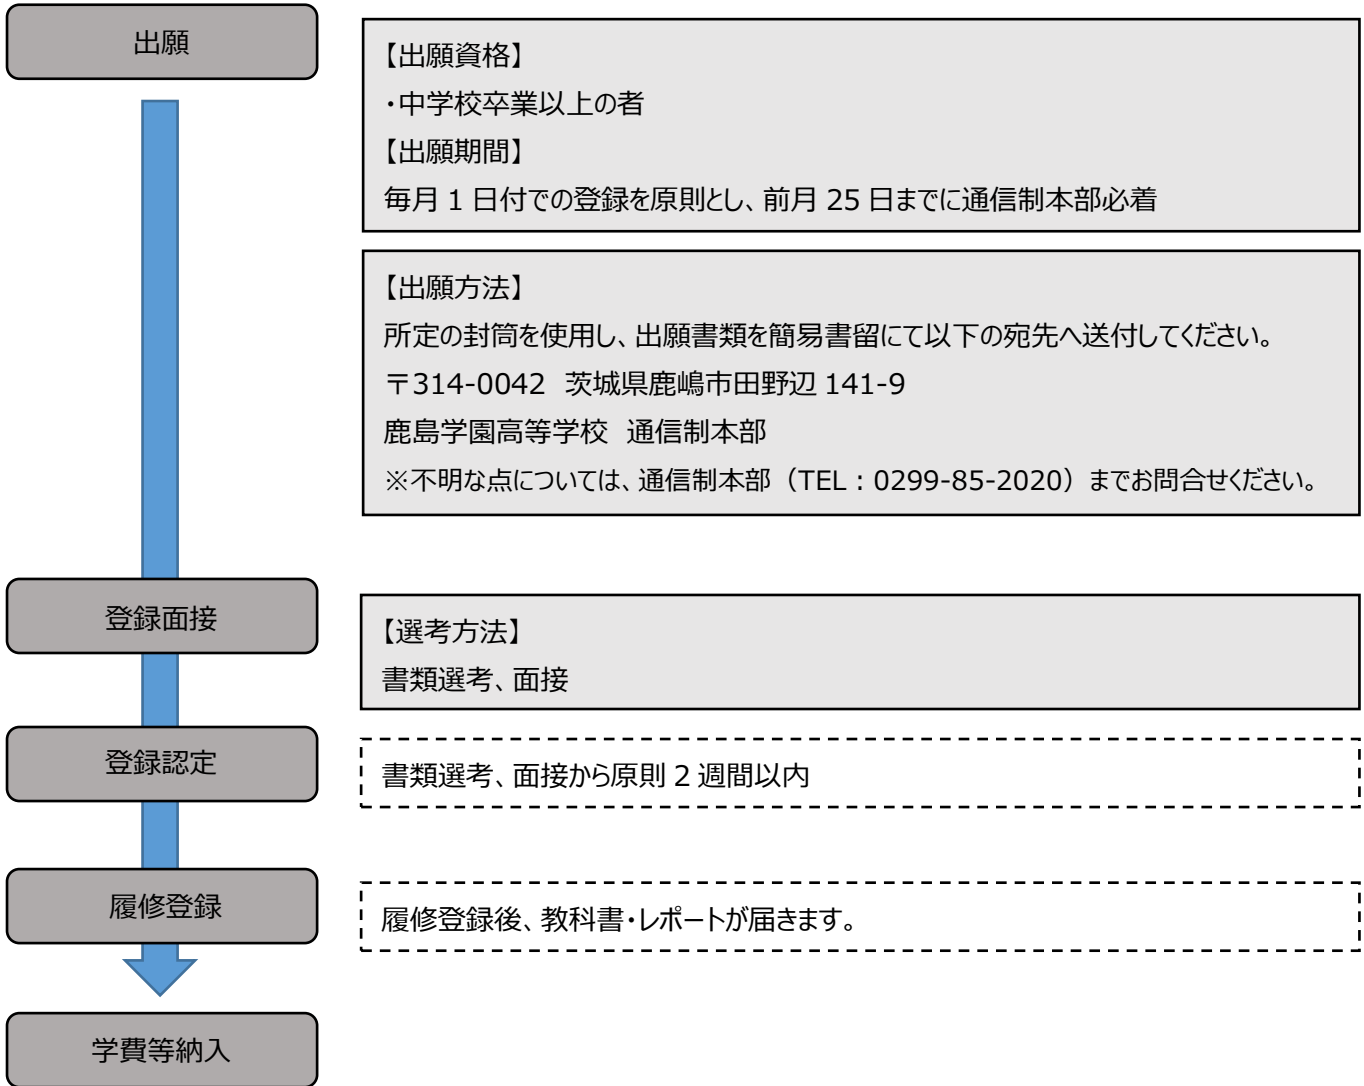 出願
【出願資格】
・中学校卒業以上の者
【出願期間】
毎月 1 日付での登録を原則とし、前月 25 日までに通信制本部必着
【出願方法】
所定の封筒を使用し、出願書類を簡易書留にて以下の宛先へ送付してください。
〒314-0042 茨城県鹿嶋市田野辺 141-9
鹿島学園高等学校 通信制本部
※不明な点については、通信制本部（TEL：0299-85-2020）までお問合せください。
登録面接
【選考方法】
書類選考、面接
登録認定
書類選考、面接から原則 2 週間以内
履修登録
履修登録後、教科書・レポートが届きます。
学費等納入